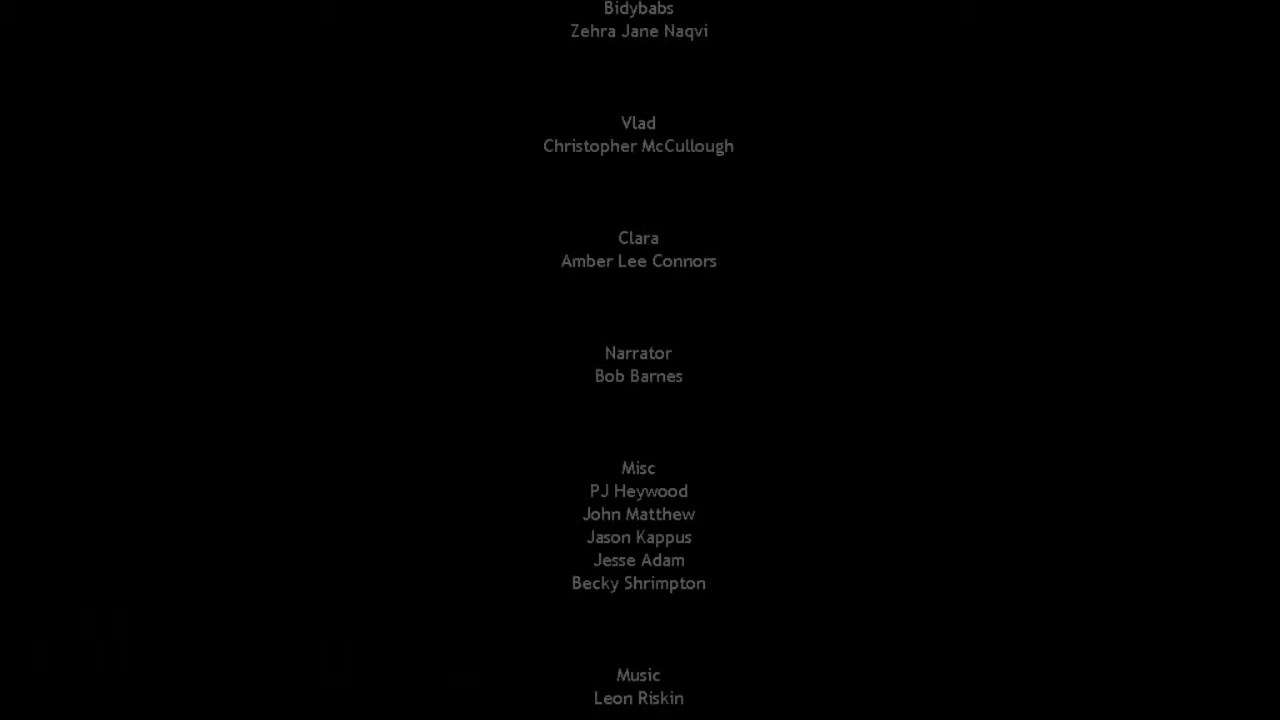 Bidybabs
Zehra Jane Naqvi
Vlad
Christopher McCullough
Clara
Amber Lee Connors
Narrator
Bob Barnes
Misc
PJ Heywood
John Matthew
Jason Kappus
Jesse Adam
Becky Shrimpton
Music
Leon Riskin